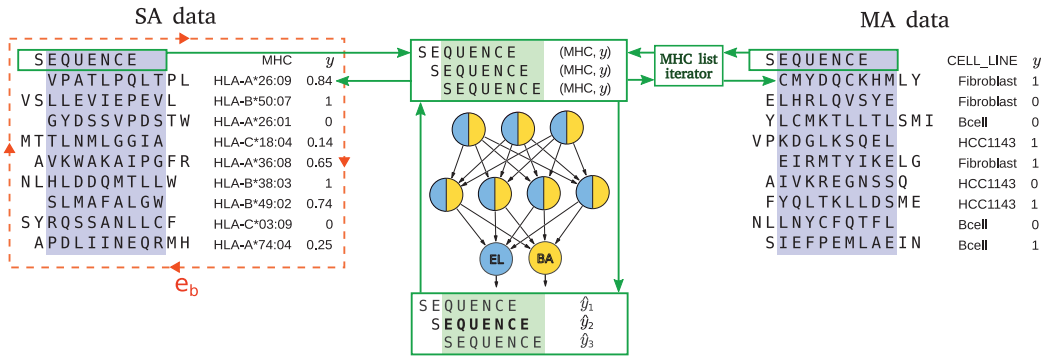 SA data
MA data
SEQUENCE MHC y
VPATLPQLTPL HLA-A*26:09 0.84
VSLLEVIEPEVL HLA-B*50:07 1
GYDSSVPDSTW HLA-A*26:01 0
MTTLNMLGGIA HLA-C*18:04 0.14
AVKWAKAIPGFR HLA-A*36:08 0.65
NLHLDDQMTLLW HLA-B*38:03 1
SLMAFALGW HLA-B*49:02 0.74
SYRQSSANLLCF HLA-C*03:09 0
APDLIINEQRMH HLA-A*74:04 0.25
e_b
SEQUENCE (MHC, y)
SEQUENCE (MHC, y)
SEQUENCE (MHC, y)
MHC list
iterator
EL BA
SEQUENCE ŷ₁
SEQUENCE ŷ₂
SEQUENCE ŷ₃
SEQUENCE CELL_LINE y
CMYDQCKHMLY Fibroblast 1
ELHRLQVSYE Fibroblast 0
YLCMKTLLTLSMI Bcell 0
VPKDGLKSQEL HCC1143 1
EIRMTYIKELG Fibroblast 1
AIVKREGNSSQ HCC1143 0
FYQLTKLLDSME HCC1143 1
NLLNYCFQTFL Bcell 0
SIEFPEMLAEIN Bcell 1